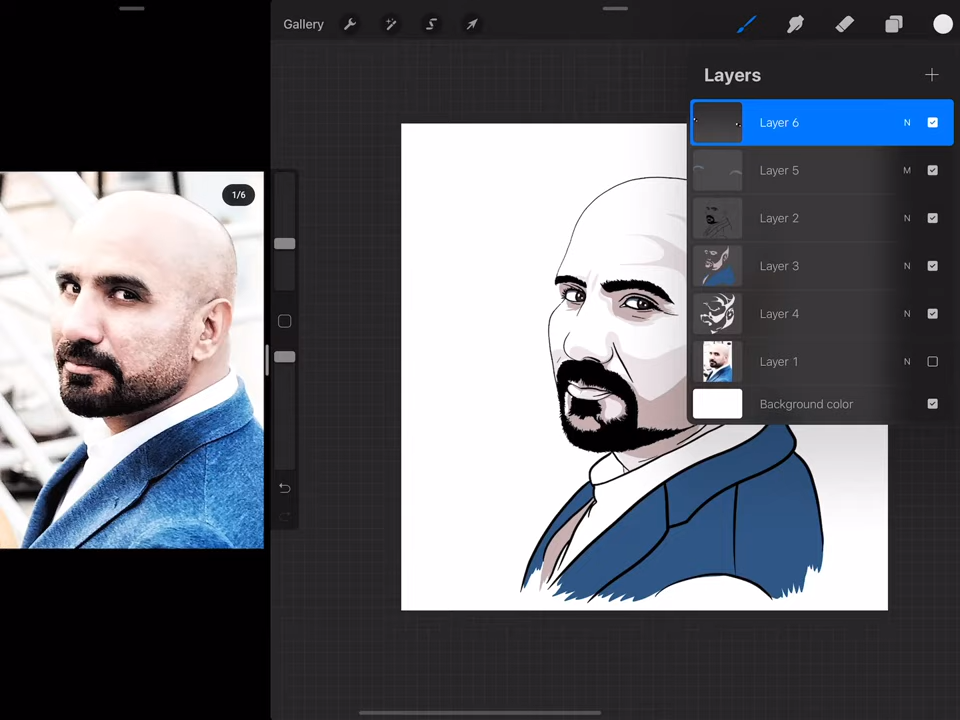 Gallery
1/6
Layers
Layer 6 N
Layer 5 M
Layer 2 N
Layer 3 N
Layer 4 N
Layer 1 N
Background color